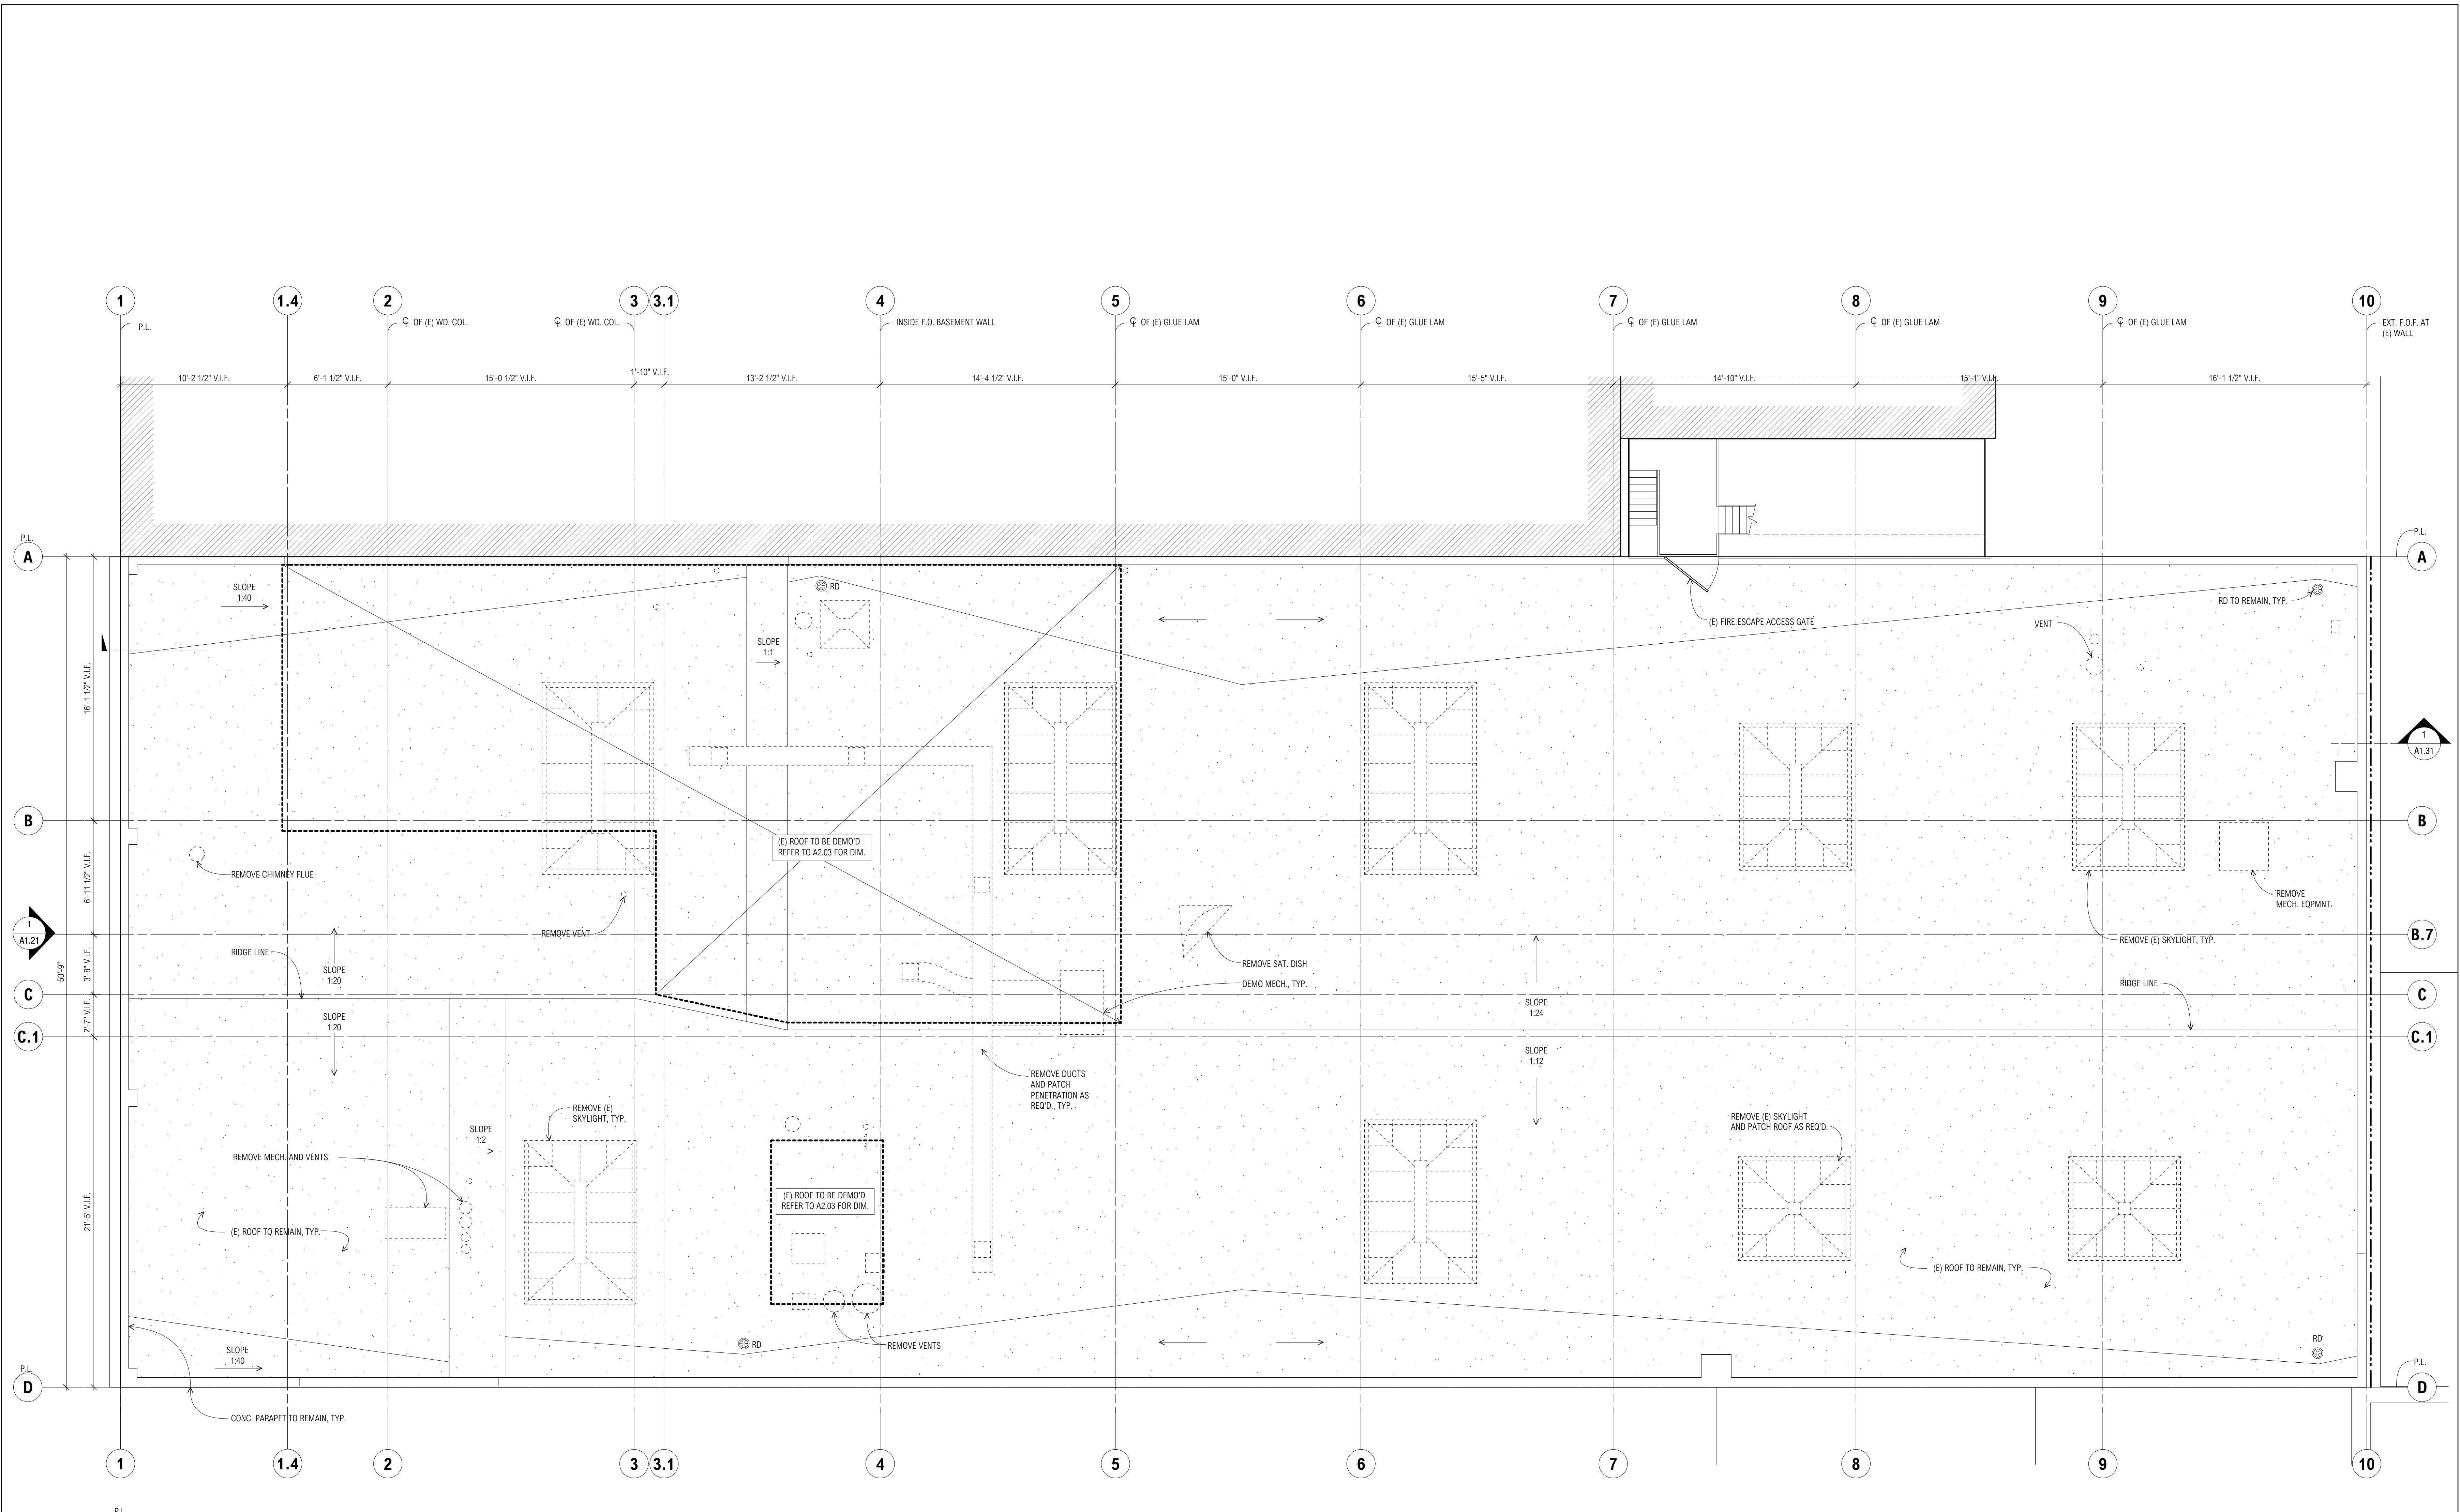 1
1.4
2
3
3.1
4
5
6
7
8
9
10
P.L.
℄ OF (E) WD. COL.
℄ OF (E) WD. COL.
INSIDE F.O. BASEMENT WALL
℄ OF (E) GLUE LAM
℄ OF (E) GLUE LAM
℄ OF (E) GLUE LAM
℄ OF (E) GLUE LAM
℄ OF (E) GLUE LAM
EXT. F.O.F. AT
(E) WALL
10'-2 1/2" V.I.F.
6'-1 1/2" V.I.F.
15'-0 1/2" V.I.F.
1'-10" V.I.F.
13'-2 1/2" V.I.F.
14'-4 1/2" V.I.F.
15'-0" V.I.F.
15'-5" V.I.F.
14'-10" V.I.F.
15'-1" V.I.F.
16'-1 1/2" V.I.F.
P.L.
A
P.L.
A
SLOPE
1:40
RD
SLOPE
1:1
(E) FIRE ESCAPE ACCESS GATE
RD TO REMAIN, TYP.
VENT
16'-1 1/2" V.I.F.
1
A1.31
B
B
(E) ROOF TO BE DEMO'D
REFER TO A2.03 FOR DIM.
REMOVE CHIMNEY FLUE
6'-11 1/2" V.I.F.
REMOVE
MECH. EQPMNT.
1
A1.21
REMOVE VENT
B.7
REMOVE (E) SKYLIGHT, TYP.
RIDGE LINE
SLOPE
1:20
3'-8" V.I.F.
50'-9"
REMOVE SAT. DISH
DEMO MECH., TYP.
RIDGE LINE
C
C
SLOPE
1:24
SLOPE
1:20
2'-7" V.I.F.
C.1
C.1
SLOPE
1:12
REMOVE DUCTS
AND PATCH
PENETRATION AS
REQ'D., TYP.
REMOVE (E)
SKYLIGHT, TYP.
REMOVE (E) SKYLIGHT
AND PATCH ROOF AS REQ'D.
SLOPE
1:2
REMOVE MECH. AND VENTS
(E) ROOF TO BE DEMO'D
REFER TO A2.03 FOR DIM.
21'-5" V.I.F.
(E) ROOF TO REMAIN, TYP.
(E) ROOF TO REMAIN, TYP.
RD
REMOVE VENTS
RD
SLOPE
1:40
P.L.
D
P.L.
D
CONC. PARAPET TO REMAIN, TYP.
1
1.4
2
3
3.1
4
5
6
7
8
9
10
P.L.